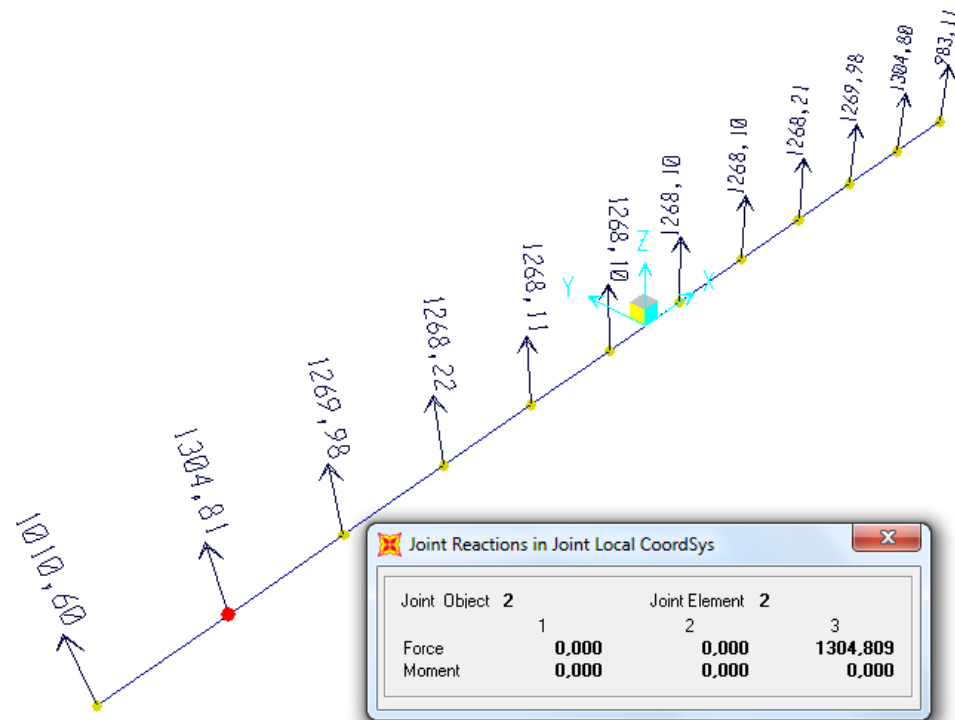 1010,60
1304,81
1269,98
1268,22
1268,11
1268,10
1268,10
1268,10
1268,21
1269,98
1304,80
983,11
Z
Y
X
Joint Reactions in Joint Local CoordSys
Joint Object 2 Joint Element 2
1 2 3
Force 0,000 0,000 1304,809
Moment 0,000 0,000 0,000